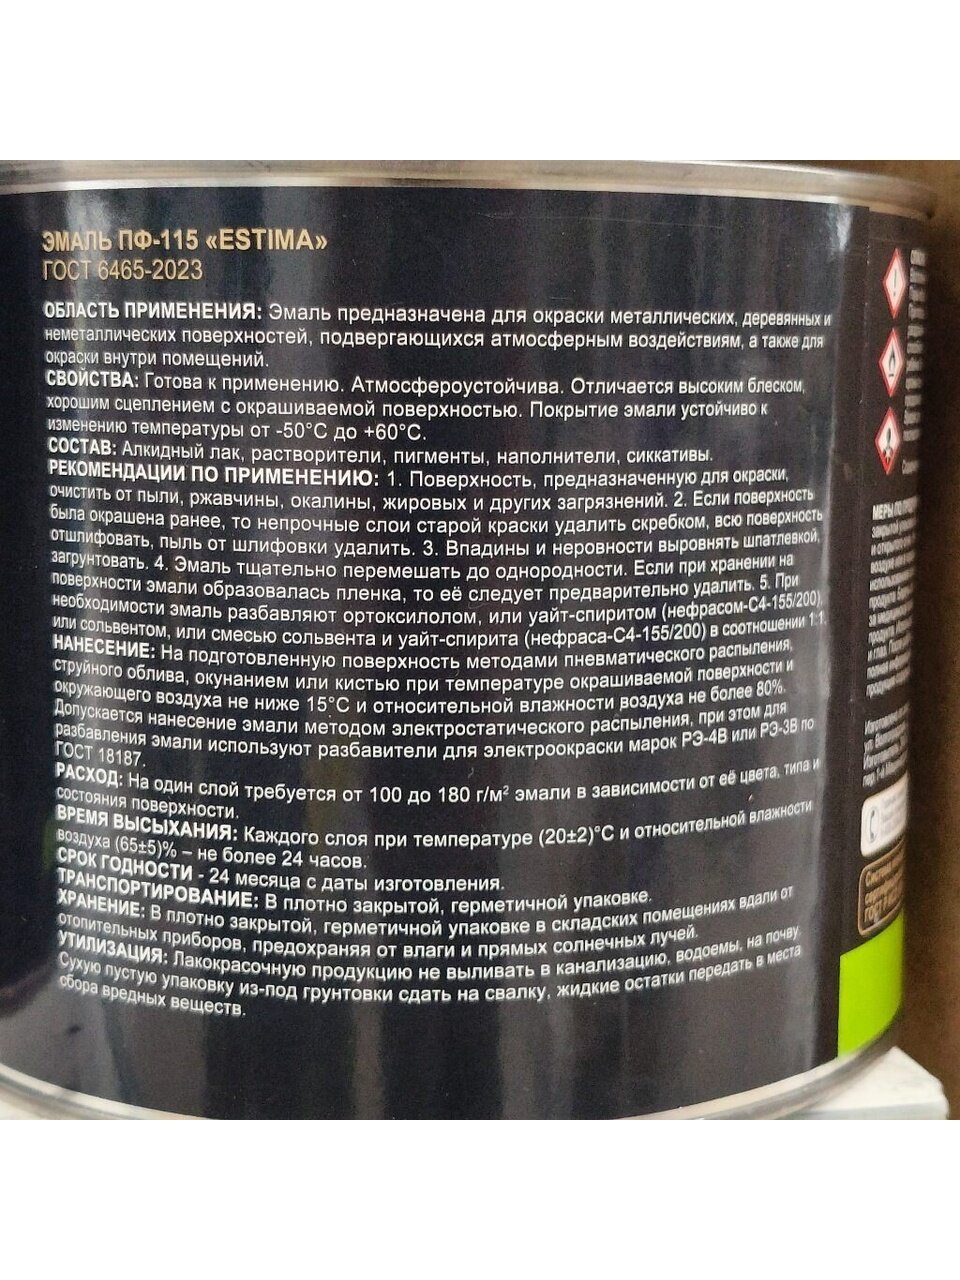 ЭМАЛЬ ПФ-115 «ESTIMA»
ГОСТ 6465-2023
ОБЛАСТЬ ПРИМЕНЕНИЯ: Эмаль предназначена для окраски металлических, деревянных и
неметаллических поверхностей, подвергающихся атмосферным воздействиям, а также для
окраски внутри помещений.
СВОЙСТВА: Готова к применению. Атмосфероустойчива. Отличается высоким блеском,
хорошим сцеплением с окрашиваемой поверхностью. Покрытие эмали устойчиво к
изменению температуры от -50°С до +60°С.
СОСТАВ: Алкидный лак, растворители, пигменты, наполнители, сиккативы.
РЕКОМЕНДАЦИИ ПО ПРИМЕНЕНИЮ: 1. Поверхность, предназначенную для окраски,
очистить от пыли, ржавчины, окалины, жировых и других загрязнений. 2. Если поверхность
была окрашена ранее, то непрочные слои старой краски удалить скребком, всю поверхность
отшлифовать, пыль от шлифовки удалить. 3. Впадины и неровности выровнять шпатлевкой,
загрунтовать. 4. Эмаль тщательно перемешать до однородности. Если при хранении на
поверхности эмали образовалась пленка, то её следует предварительно удалить. 5. При
необходимости эмаль разбавляют ортоксилолом, или уайт-спиритом (нефрасом-С4-155/200),
или сольвентом, или смесью сольвента и уайт-спирита (нефраса-С4-155/200) в соотношении 1:1.
НАНЕСЕНИЕ: На подготовленную поверхность методами пневматического распыления,
струйного облива, окунанием или кистью при температуре окрашиваемой поверхности и
окружающего воздуха не ниже 15°С и относительной влажности воздуха не более 80%.
Допускается нанесение эмали методом электростатического распыления, при этом для
разбавления эмали используют разбавители для электроокраски марок РЭ-4В или РЭ-3В по
ГОСТ 18187.
РАСХОД: На один слой требуется от 100 до 180 г/м² эмали в зависимости от её цвета, типа и
состояния поверхности.
ВРЕМЯ ВЫСЫХАНИЯ: Каждого слоя при температуре (20±2)°С и относительной влажности
воздуха (65±5)% – не более 24 часов.
СРОК ГОДНОСТИ - 24 месяца с даты изготовления.
ТРАНСПОРТИРОВАНИЕ: В плотно закрытой, герметичной упаковке.
ХРАНЕНИЕ: В плотно закрытой, герметичной упаковке в складских помещениях вдали от
отопительных приборов, предохраняя от влаги и прямых солнечных лучей.
УТИЛИЗАЦИЯ: Лакокрасочную продукцию не выливать в канализацию, водоемы, на почву.
Сухую пустую упаковку из-под грунтовки сдать на свалку, жидкие остатки передать в места
сбора вредных веществ.